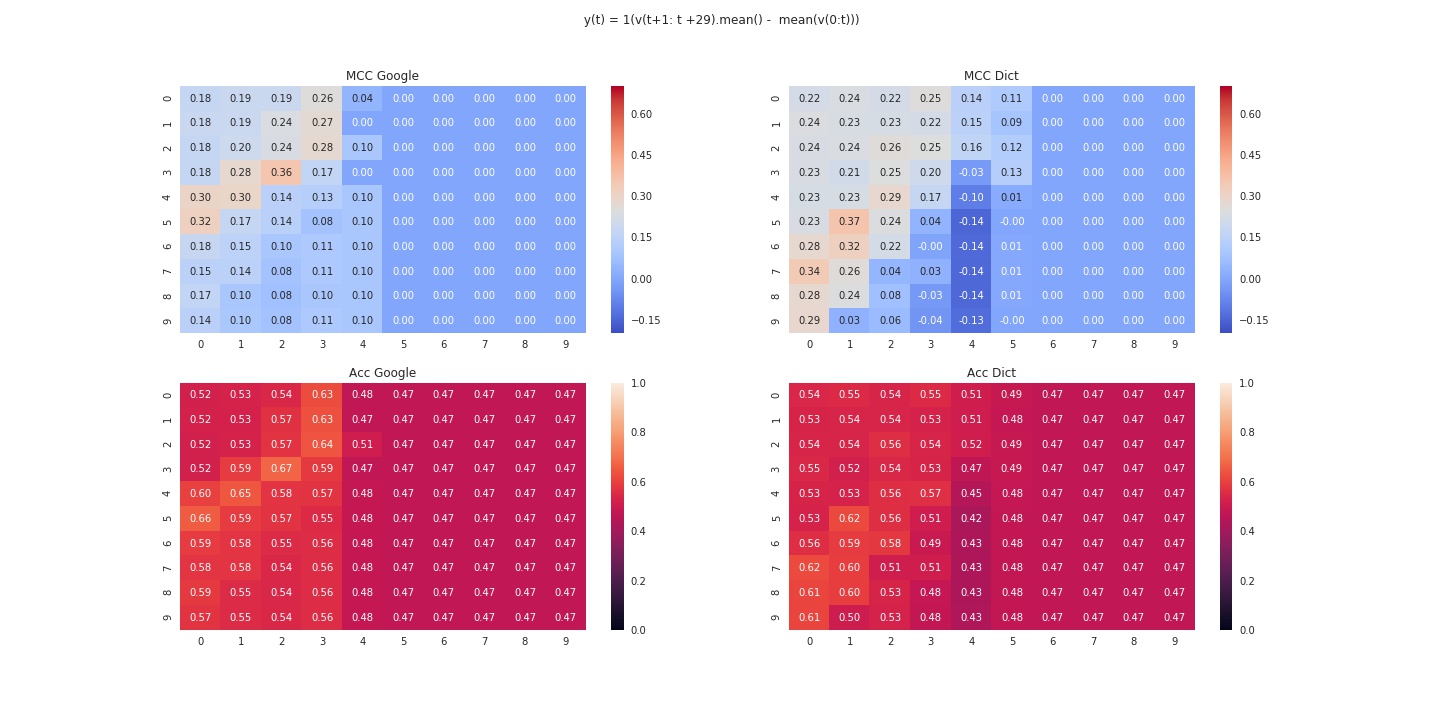 y(t) = 1(v(t+1: t +29).mean() -  mean(v(0:t)))
MCC Google
0 0.18 0.19 0.19 0.26 0.04 0.00 0.00 0.00 0.00 0.00
1 0.18 0.19 0.24 0.27 0.00 0.00 0.00 0.00 0.00 0.00
2 0.18 0.20 0.24 0.28 0.10 0.00 0.00 0.00 0.00 0.00
3 0.18 0.28 0.36 0.17 0.00 0.00 0.00 0.00 0.00 0.00
4 0.30 0.30 0.14 0.13 0.10 0.00 0.00 0.00 0.00 0.00
5 0.32 0.17 0.14 0.08 0.10 0.00 0.00 0.00 0.00 0.00
6 0.18 0.15 0.10 0.11 0.10 0.00 0.00 0.00 0.00 0.00
7 0.15 0.14 0.08 0.11 0.10 0.00 0.00 0.00 0.00 0.00
8 0.17 0.10 0.08 0.10 0.10 0.00 0.00 0.00 0.00 0.00
9 0.14 0.10 0.08 0.11 0.10 0.00 0.00 0.00 0.00 0.00
0 1 2 3 4 5 6 7 8 9
0.60
0.45
0.30
0.15
0.00
−0.15
MCC Dict
0 0.22 0.24 0.22 0.25 0.14 0.11 0.00 0.00 0.00 0.00
1 0.24 0.23 0.23 0.22 0.15 0.09 0.00 0.00 0.00 0.00
2 0.24 0.24 0.26 0.25 0.16 0.12 0.00 0.00 0.00 0.00
3 0.23 0.21 0.25 0.20 -0.03 0.13 0.00 0.00 0.00 0.00
4 0.23 0.23 0.29 0.17 -0.10 0.01 0.00 0.00 0.00 0.00
5 0.23 0.37 0.24 0.04 -0.14 -0.00 0.00 0.00 0.00 0.00
6 0.28 0.32 0.22 -0.00 -0.14 0.01 0.00 0.00 0.00 0.00
7 0.34 0.26 0.04 0.03 -0.14 0.01 0.00 0.00 0.00 0.00
8 0.28 0.24 0.08 -0.03 -0.14 0.01 0.00 0.00 0.00 0.00
9 0.29 0.03 0.06 -0.04 -0.13 -0.00 0.00 0.00 0.00 0.00
0 1 2 3 4 5 6 7 8 9
0.60
0.45
0.30
0.15
0.00
−0.15
Acc Google
0 0.52 0.53 0.54 0.63 0.48 0.47 0.47 0.47 0.47 0.47
1 0.52 0.53 0.57 0.63 0.47 0.47 0.47 0.47 0.47 0.47
2 0.52 0.53 0.57 0.64 0.51 0.47 0.47 0.47 0.47 0.47
3 0.52 0.59 0.67 0.59 0.47 0.47 0.47 0.47 0.47 0.47
4 0.60 0.65 0.58 0.57 0.48 0.47 0.47 0.47 0.47 0.47
5 0.66 0.59 0.57 0.55 0.48 0.47 0.47 0.47 0.47 0.47
6 0.59 0.58 0.55 0.56 0.48 0.47 0.47 0.47 0.47 0.47
7 0.58 0.58 0.54 0.56 0.48 0.47 0.47 0.47 0.47 0.47
8 0.59 0.55 0.54 0.56 0.48 0.47 0.47 0.47 0.47 0.47
9 0.57 0.55 0.54 0.56 0.48 0.47 0.47 0.47 0.47 0.47
0 1 2 3 4 5 6 7 8 9
1.0
0.8
0.6
0.4
0.2
0.0
Acc Dict
0 0.54 0.55 0.54 0.55 0.51 0.49 0.47 0.47 0.47 0.47
1 0.53 0.54 0.54 0.53 0.51 0.48 0.47 0.47 0.47 0.47
2 0.54 0.54 0.56 0.54 0.52 0.49 0.47 0.47 0.47 0.47
3 0.55 0.52 0.54 0.53 0.47 0.49 0.47 0.47 0.47 0.47
4 0.53 0.53 0.56 0.57 0.45 0.48 0.47 0.47 0.47 0.47
5 0.53 0.62 0.56 0.51 0.42 0.48 0.47 0.47 0.47 0.47
6 0.56 0.59 0.58 0.49 0.43 0.48 0.47 0.47 0.47 0.47
7 0.62 0.60 0.51 0.51 0.43 0.48 0.47 0.47 0.47 0.47
8 0.61 0.60 0.53 0.48 0.43 0.48 0.47 0.47 0.47 0.47
9 0.61 0.50 0.53 0.48 0.43 0.48 0.47 0.47 0.47 0.47
0 1 2 3 4 5 6 7 8 9
1.0
0.8
0.6
0.4
0.2
0.0